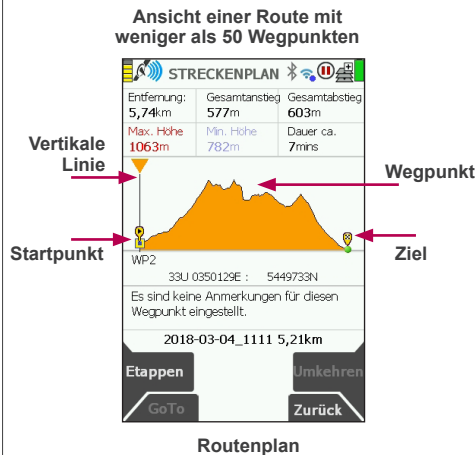 Ansicht einer Route mit
weniger als 50 Wegpunkten
STRECKENPLAN
Entfernung: Gesamtanstieg Gesamtabstieg
5,74km 577m 603m
Max. Höhe Min. Höhe Dauer ca.
1063m 782m 7mins
Vertikale
Linie
Wegpunkt
Startpunkt
Ziel
WP2
33U 0350129E : 5449733N
Es sind keine Anmerkungen für diesen
Wegpunkt eingestellt.
2018-03-04_1111 5,21km
Etappen Umkehren
GoTo Zurück
Routenplan